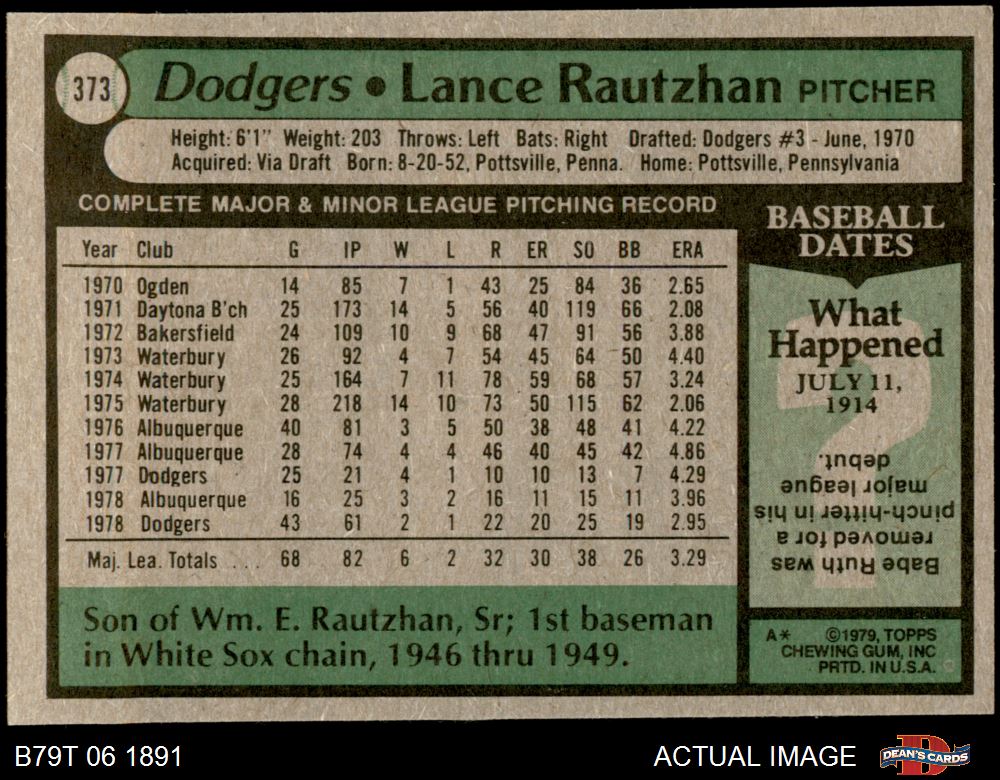 373
Dodgers • Lance Rautzhan PITCHER
Height: 6'1" Weight: 203 Throws: Left Bats: Right Drafted: Dodgers #3 - June, 1970
Acquired: Via Draft Born: 8-20-52, Pottsville, Penna. Home: Pottsville, Pennsylvania
COMPLETE MAJOR & MINOR LEAGUE PITCHING RECORD
Year Club G IP W L R ER SO BB ERA
1970 Ogden 14 85 7 1 43 25 84 36 2.65
1971 Daytona B'ch 25 173 14 5 56 40 119 66 2.08
1972 Bakersfield 24 109 10 9 68 47 91 56 3.88
1973 Waterbury 26 92 4 7 54 45 64 50 4.40
1974 Waterbury 25 164 7 11 78 59 68 57 3.24
1975 Waterbury 28 218 14 10 73 50 115 62 2.06
1976 Albuquerque 40 81 3 5 50 38 48 41 4.22
1977 Albuquerque 28 74 4 4 46 40 45 42 4.86
1977 Dodgers 25 21 4 1 10 10 13 7 4.29
1978 Albuquerque 16 25 3 2 16 11 15 11 3.96
1978 Dodgers 43 61 2 1 22 20 25 19 2.95
Maj. Lea. Totals ... 68 82 6 2 32 30 38 26 3.29
Son of Wm. E. Rautzhan, Sr; 1st baseman
in White Sox chain, 1946 thru 1949.
BASEBALL
DATES
What
Happened
JULY 11,
1914
?
Babe Ruth was
removed for a
pinch-hitter in his
major league
debut.
A* ©1979, TOPPS
CHEWING GUM, INC
PRTD. IN U.S.A.
B79T 06 1891
ACTUAL IMAGE
DEAN'S CARDS